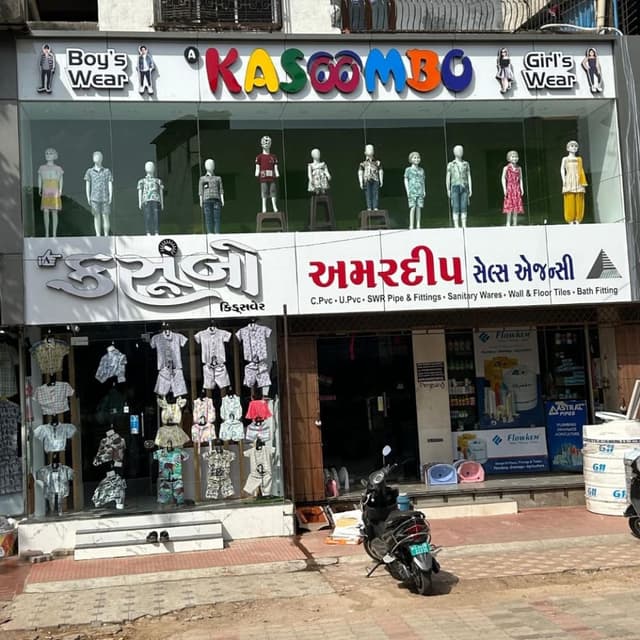 Boy's
Wear
A KASOOMBO
Girl's
Wear
કસૂંબો
કિડ્સવેર
અમરદીપ સેલ્સ એજન્સી
C.Pvc • U.Pvc • SWR Pipe & Fittings • Sanitary Wares • Wall & Floor Tiles • Bath Fitting
Flowkem
Flowkem
ASTRAL
PIPES